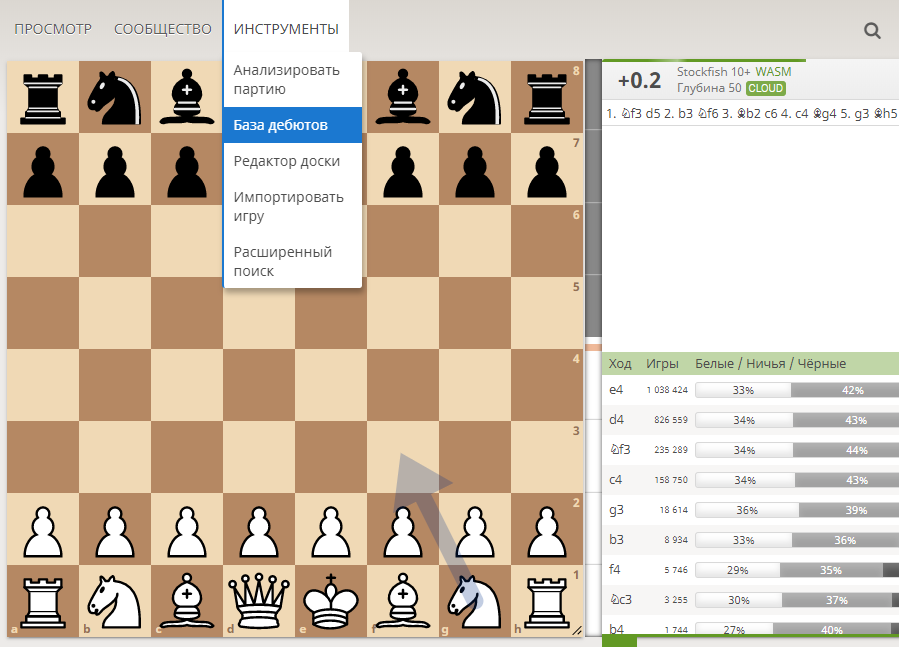 ПРОСМОТР СООБЩЕСТВО ИНСТРУМЕНТЫ
Анализировать
партию
База дебютов
Редактор доски
Импортировать
игру
Расширенный
поиск
8
7
6
5
4
3
2
1
a b c d e f g h
+0.2
Stockfish 10+ WASM
Глубина 50 CLOUD
1. ♘f3 d5 2. b3 ♘f6 3. ♗b2 c6 4. c4 ♗g4 5. g3 ♗h5
Ход Игры Белые / Ничья / Чёрные
e4 1 038 424 33% 42%
d4 826 559 34% 43%
♘f3 235 289 34% 44%
c4 158 750 34% 43%
g3 18 614 36% 39%
b3 8 934 33% 36%
f4 5 746 29% 35%
♘c3 3 255 30% 37%
b4 1 744 27% 40%